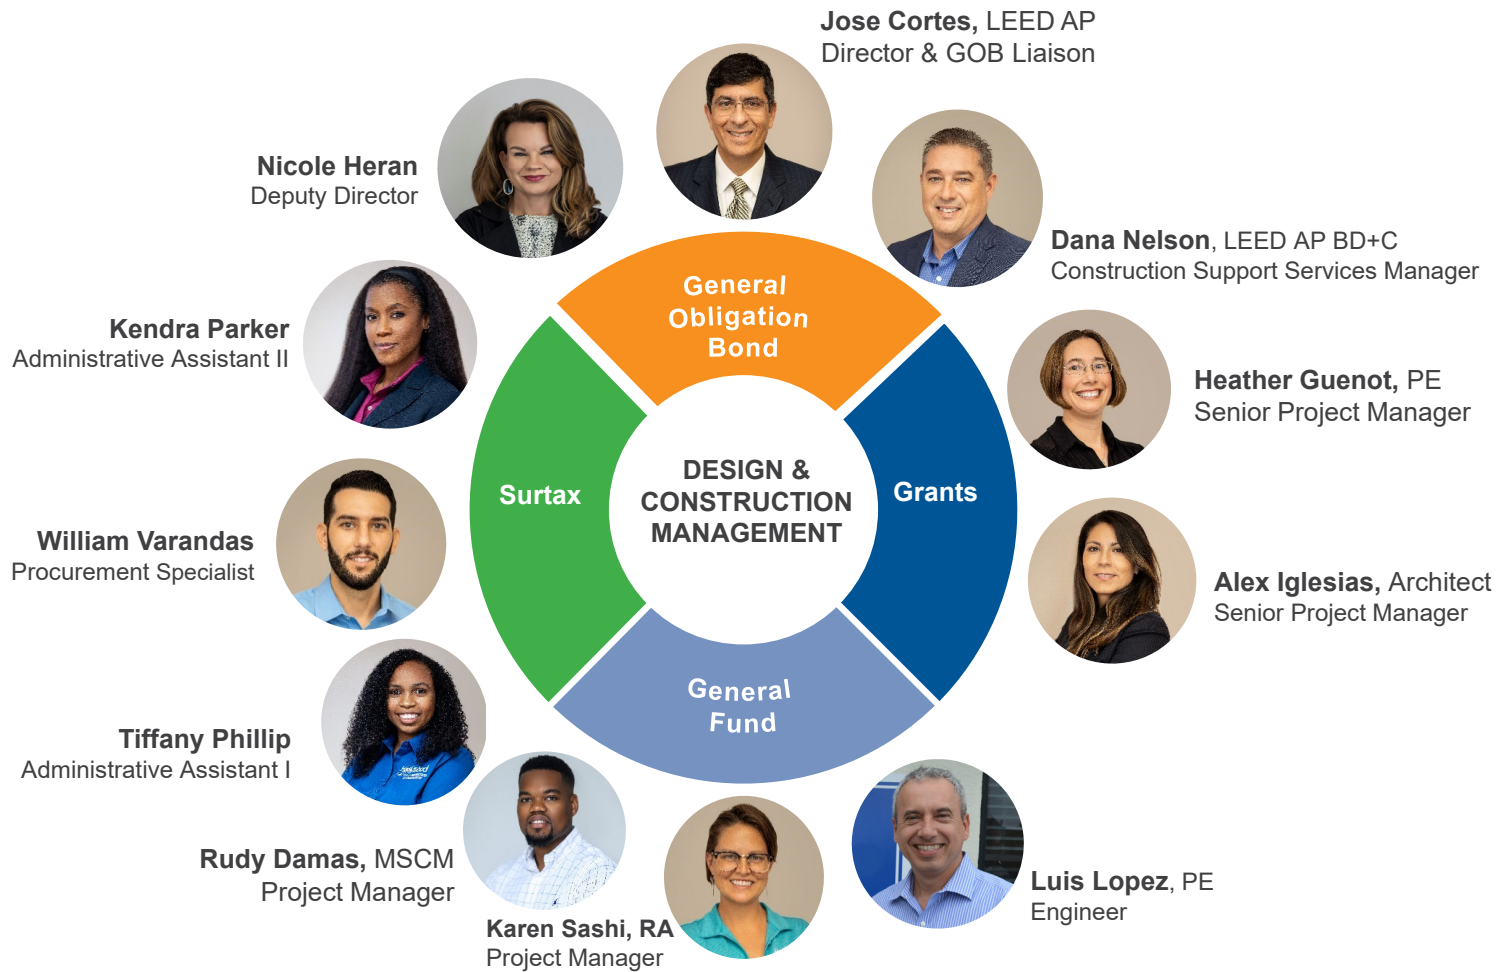 Jose Cortes, LEED AP
Director & GOB Liaison
Nicole Heran
Deputy Director
Dana Nelson, LEED AP BD+C
Construction Support Services Manager
Kendra Parker
Administrative Assistant II
Heather Guenot, PE
Senior Project Manager
William Varandas
Procurement Specialist
Alex Iglesias, Architect
Senior Project Manager
Tiffany Phillip
Administrative Assistant I
Rudy Damas, MSCM
Project Manager
Karen Sashi, RA
Project Manager
Luis Lopez, PE
Engineer
General
Obligation
Bond
Surtax
DESIGN &
CONSTRUCTION
MANAGEMENT
Grants
General
Fund